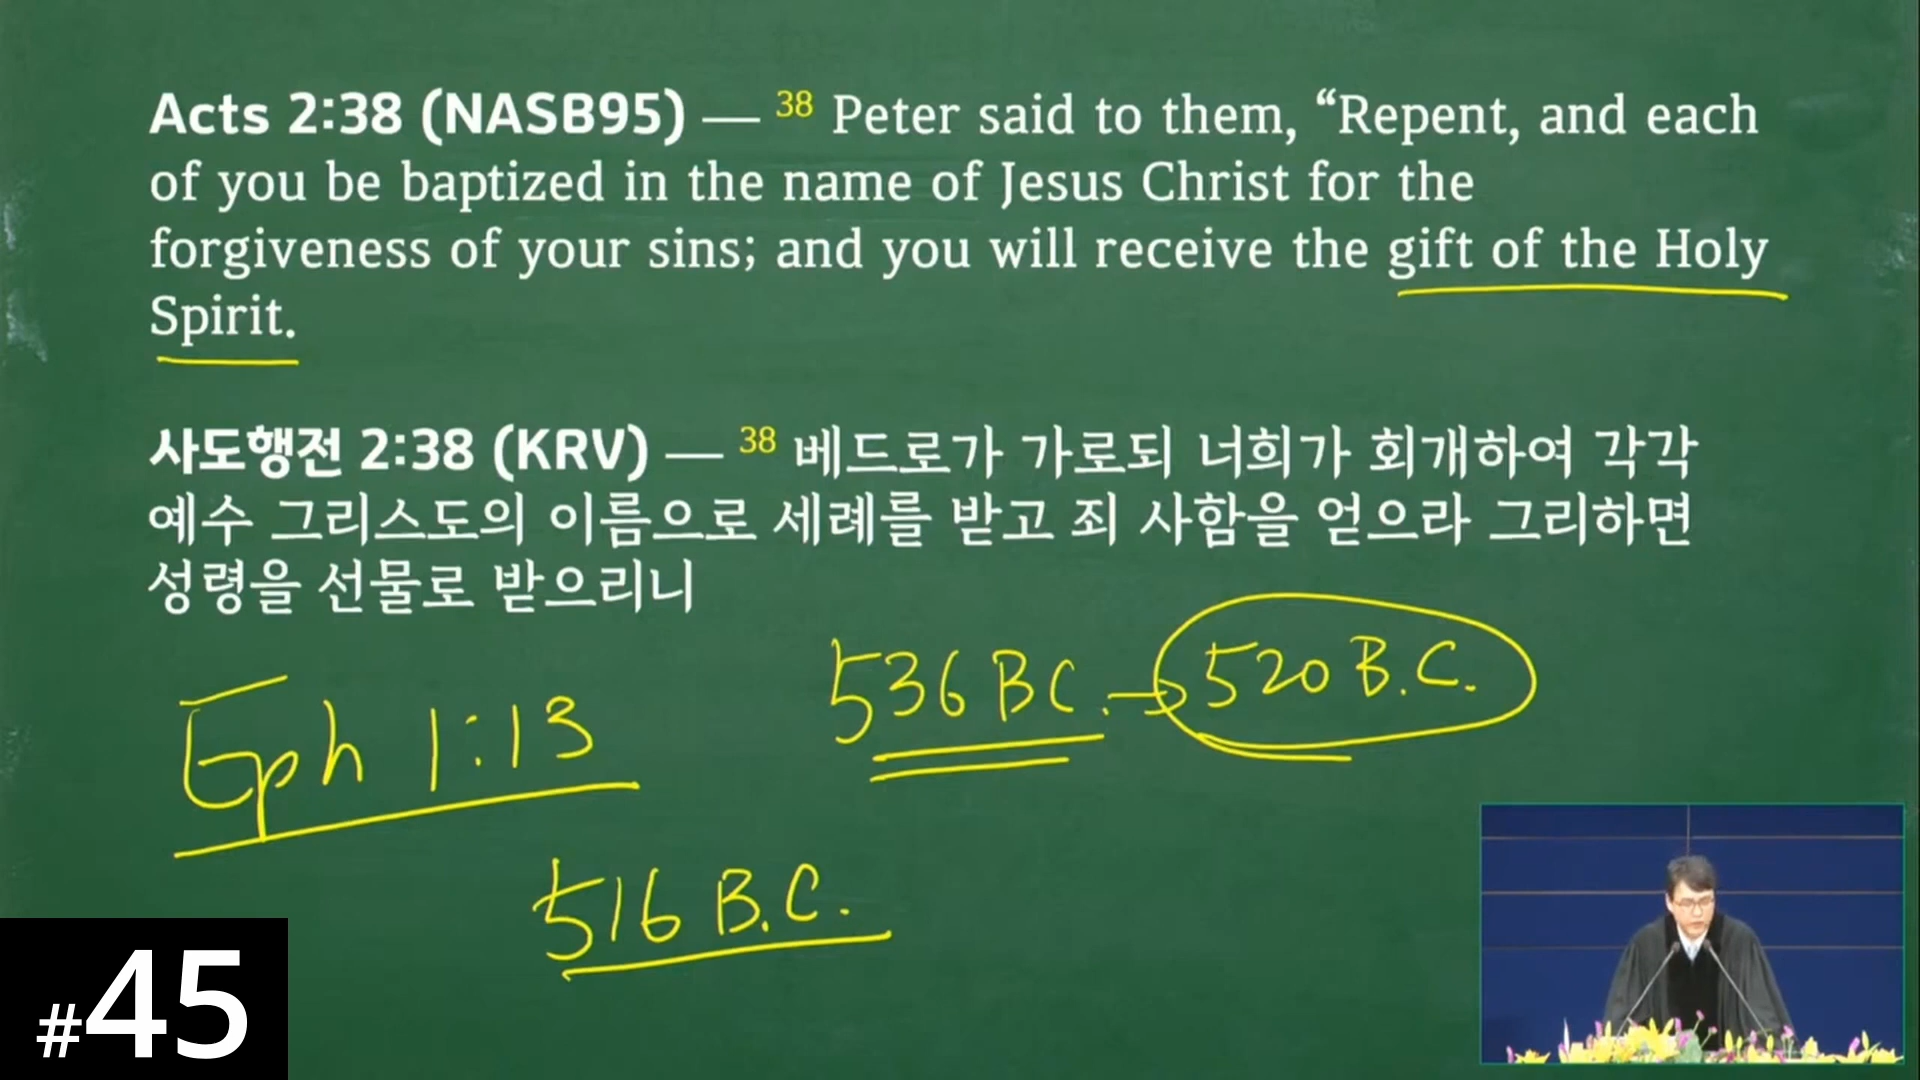 Acts 2:38 (NASB95) — 38 Peter said to them, “Repent, and each
of you be baptized in the name of Jesus Christ for the
forgiveness of your sins; and you will receive the gift of the Holy
Spirit.
사도행전 2:38 (KRV) — 38 베드로가 가로되 너희가 회개하여 각각
예수 그리스도의 이름으로 세례를 받고 죄 사함을 얻으라 그리하면
성령을 선물로 받으리니
536 BC. → 520 B.C.
Eph 1:13
516 B.C.
#45